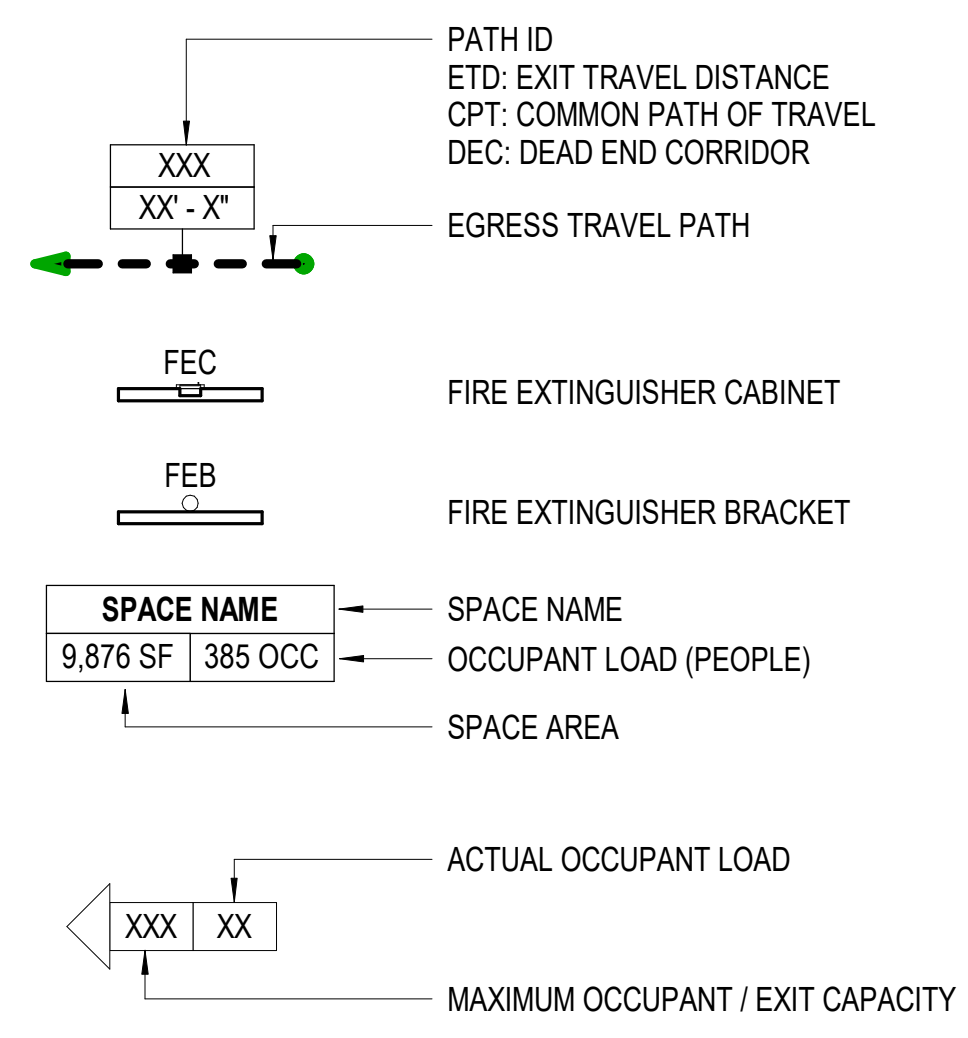 PATH ID
ETD: EXIT TRAVEL DISTANCE
CPT: COMMON PATH OF TRAVEL
DEC: DEAD END CORRIDOR
XXX
XX' - X"
EGRESS TRAVEL PATH
FEC
FIRE EXTINGUISHER CABINET
FEB
FIRE EXTINGUISHER BRACKET
SPACE NAME
SPACE NAME
9,876 SF 385 OCC
OCCUPANT LOAD (PEOPLE)
SPACE AREA
ACTUAL OCCUPANT LOAD
XXX XX
MAXIMUM OCCUPANT / EXIT CAPACITY